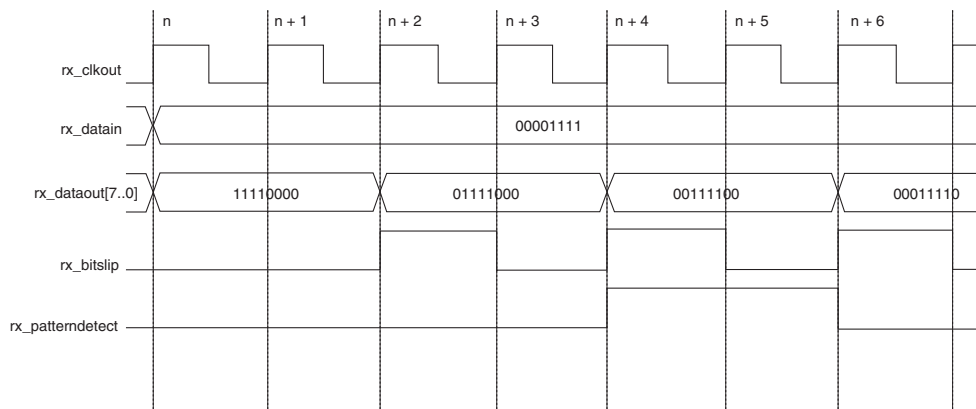 n n + 1 n + 2 n + 3 n + 4 n + 5 n + 6
rx_clkout
rx_datain 00001111
rx_dataout[7..0] 11110000 01111000 00111100 00011110
rx_bitslip
rx_patterndetect